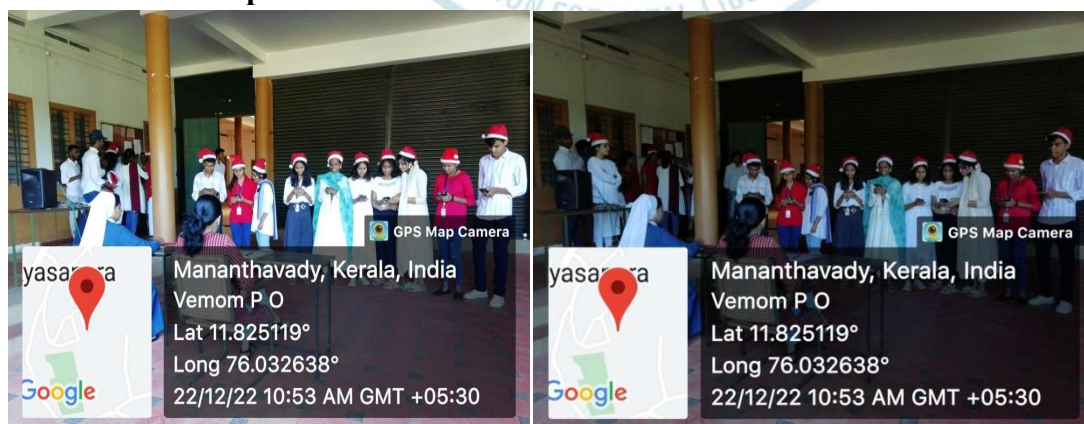 GPS Map Camera
Mananthavady, Kerala, India
Vemom P O
Lat 11.825119°
Long 76.032638°
22/12/22 10:53 AM GMT +05:30
Google
GPS Map Camera
Mananthavady, Kerala, India
Vemom P O
Lat 11.825119°
Long 76.032638°
22/12/22 10:53 AM GMT +05:30
Google